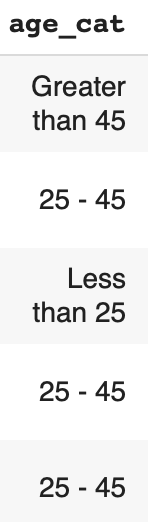 age_cat
Greater
than 45
25 - 45
Less
than 25
25 - 45
25 - 45